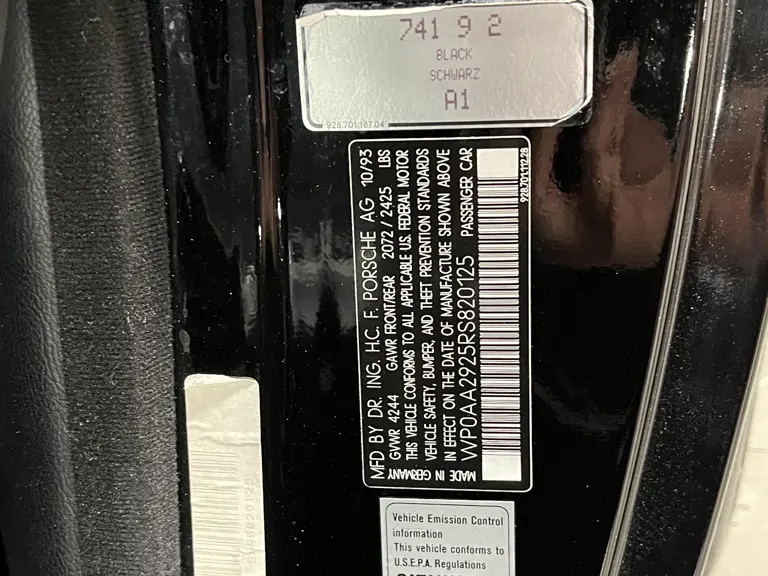 741 9 2
BLACK
SCHWARZ
A1
928.701.167.04
MFD BY DR. ING. H.C. F. PORSCHE AG 10/93
GVWR 4244 GAWR FRONT/REAR 2072 / 2425 LBS
THIS VEHICLE CONFORMS TO ALL APPLICABLE U.S. FEDERAL MOTOR
VEHICLE SAFETY, BUMPER, AND THEFT PREVENTION STANDARDS
IN EFFECT ON THE DATE OF MANUFACTURE SHOWN ABOVE
WP0AA2925RS820125 PASSENGER CAR
MADE IN GERMANY
928.701.112.28
Vehicle Emission Control
information
This vehicle conforms to
U.S.E.P.A. Regulations